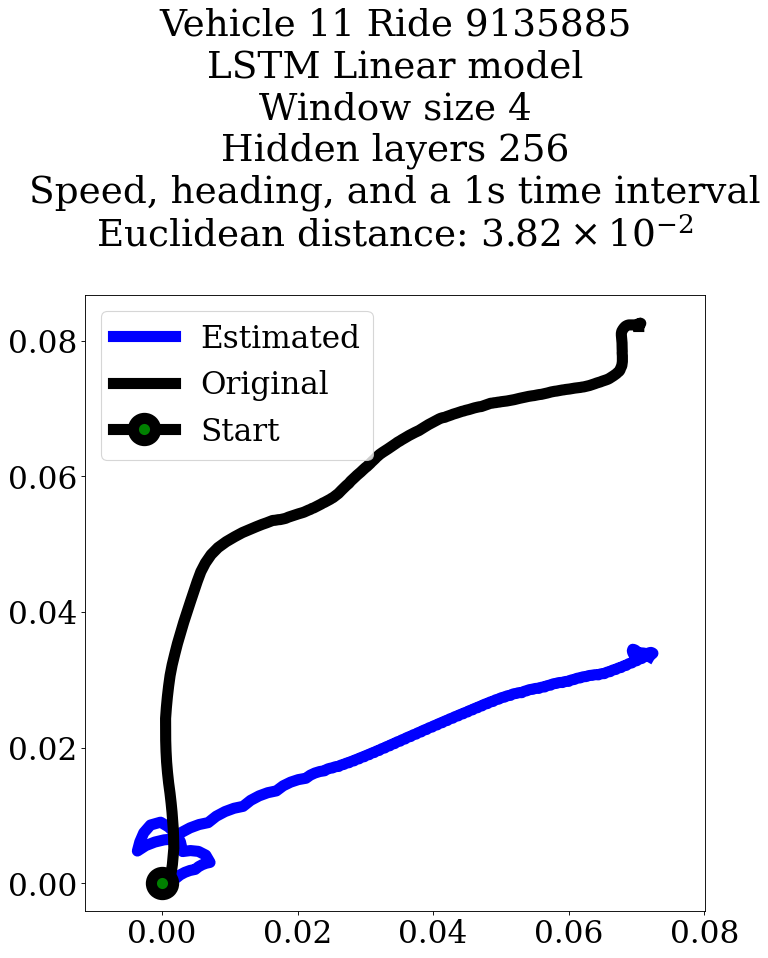 Vehicle 11 Ride 9135885
LSTM Linear model
Window size 4
Hidden layers 256
Speed, heading, and a 1s time interval
Euclidean distance: 3.82 × 10⁻²
Estimated
Original
Start
0.08
0.06
0.04
0.02
0.00
0.00 0.02 0.04 0.06 0.08